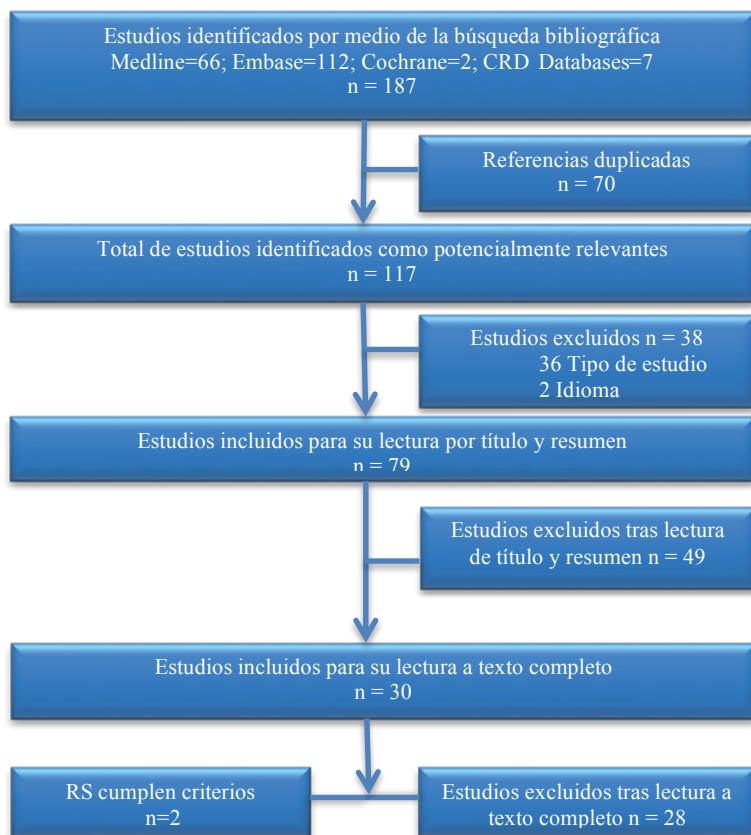 Estudios identificados por medio de la búsqueda bibliográfica
Medline=66; Embase=112; Cochrane=2; CRD Databases=7
n = 187
Referencias duplicadas
n = 70
Total de estudios identificados como potencialmente relevantes
n = 117
Estudios excluidos n = 38
36 Tipo de estudio
2 Idioma
Estudios incluidos para su lectura por título y resumen
n = 79
Estudios excluidos tras lectura
de título y resumen n = 49
Estudios incluidos para su lectura a texto completo
n = 30
RS cumplen criterios
n=2
Estudios excluidos tras lectura a
texto completo n = 28